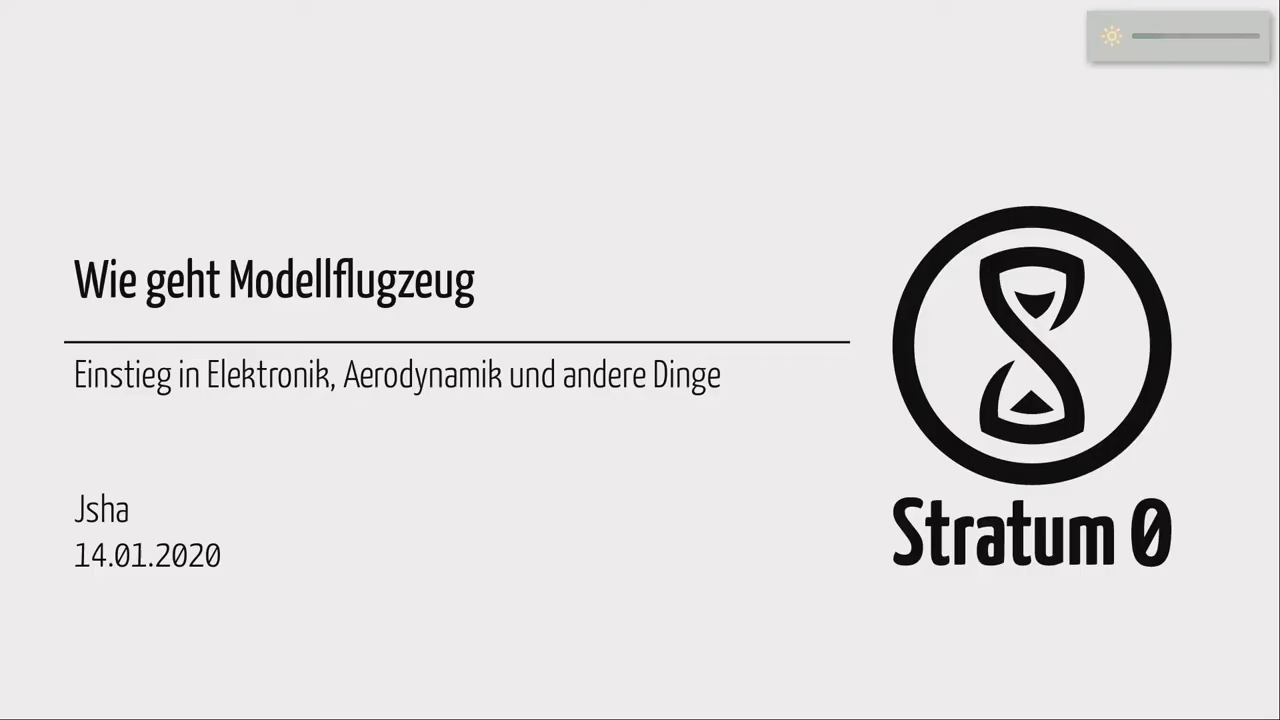 Wie geht Modellflugzeug
Einstieg in Elektronik, Aerodynamik und andere Dinge
Jsha
14.01.2020
Stratum 0